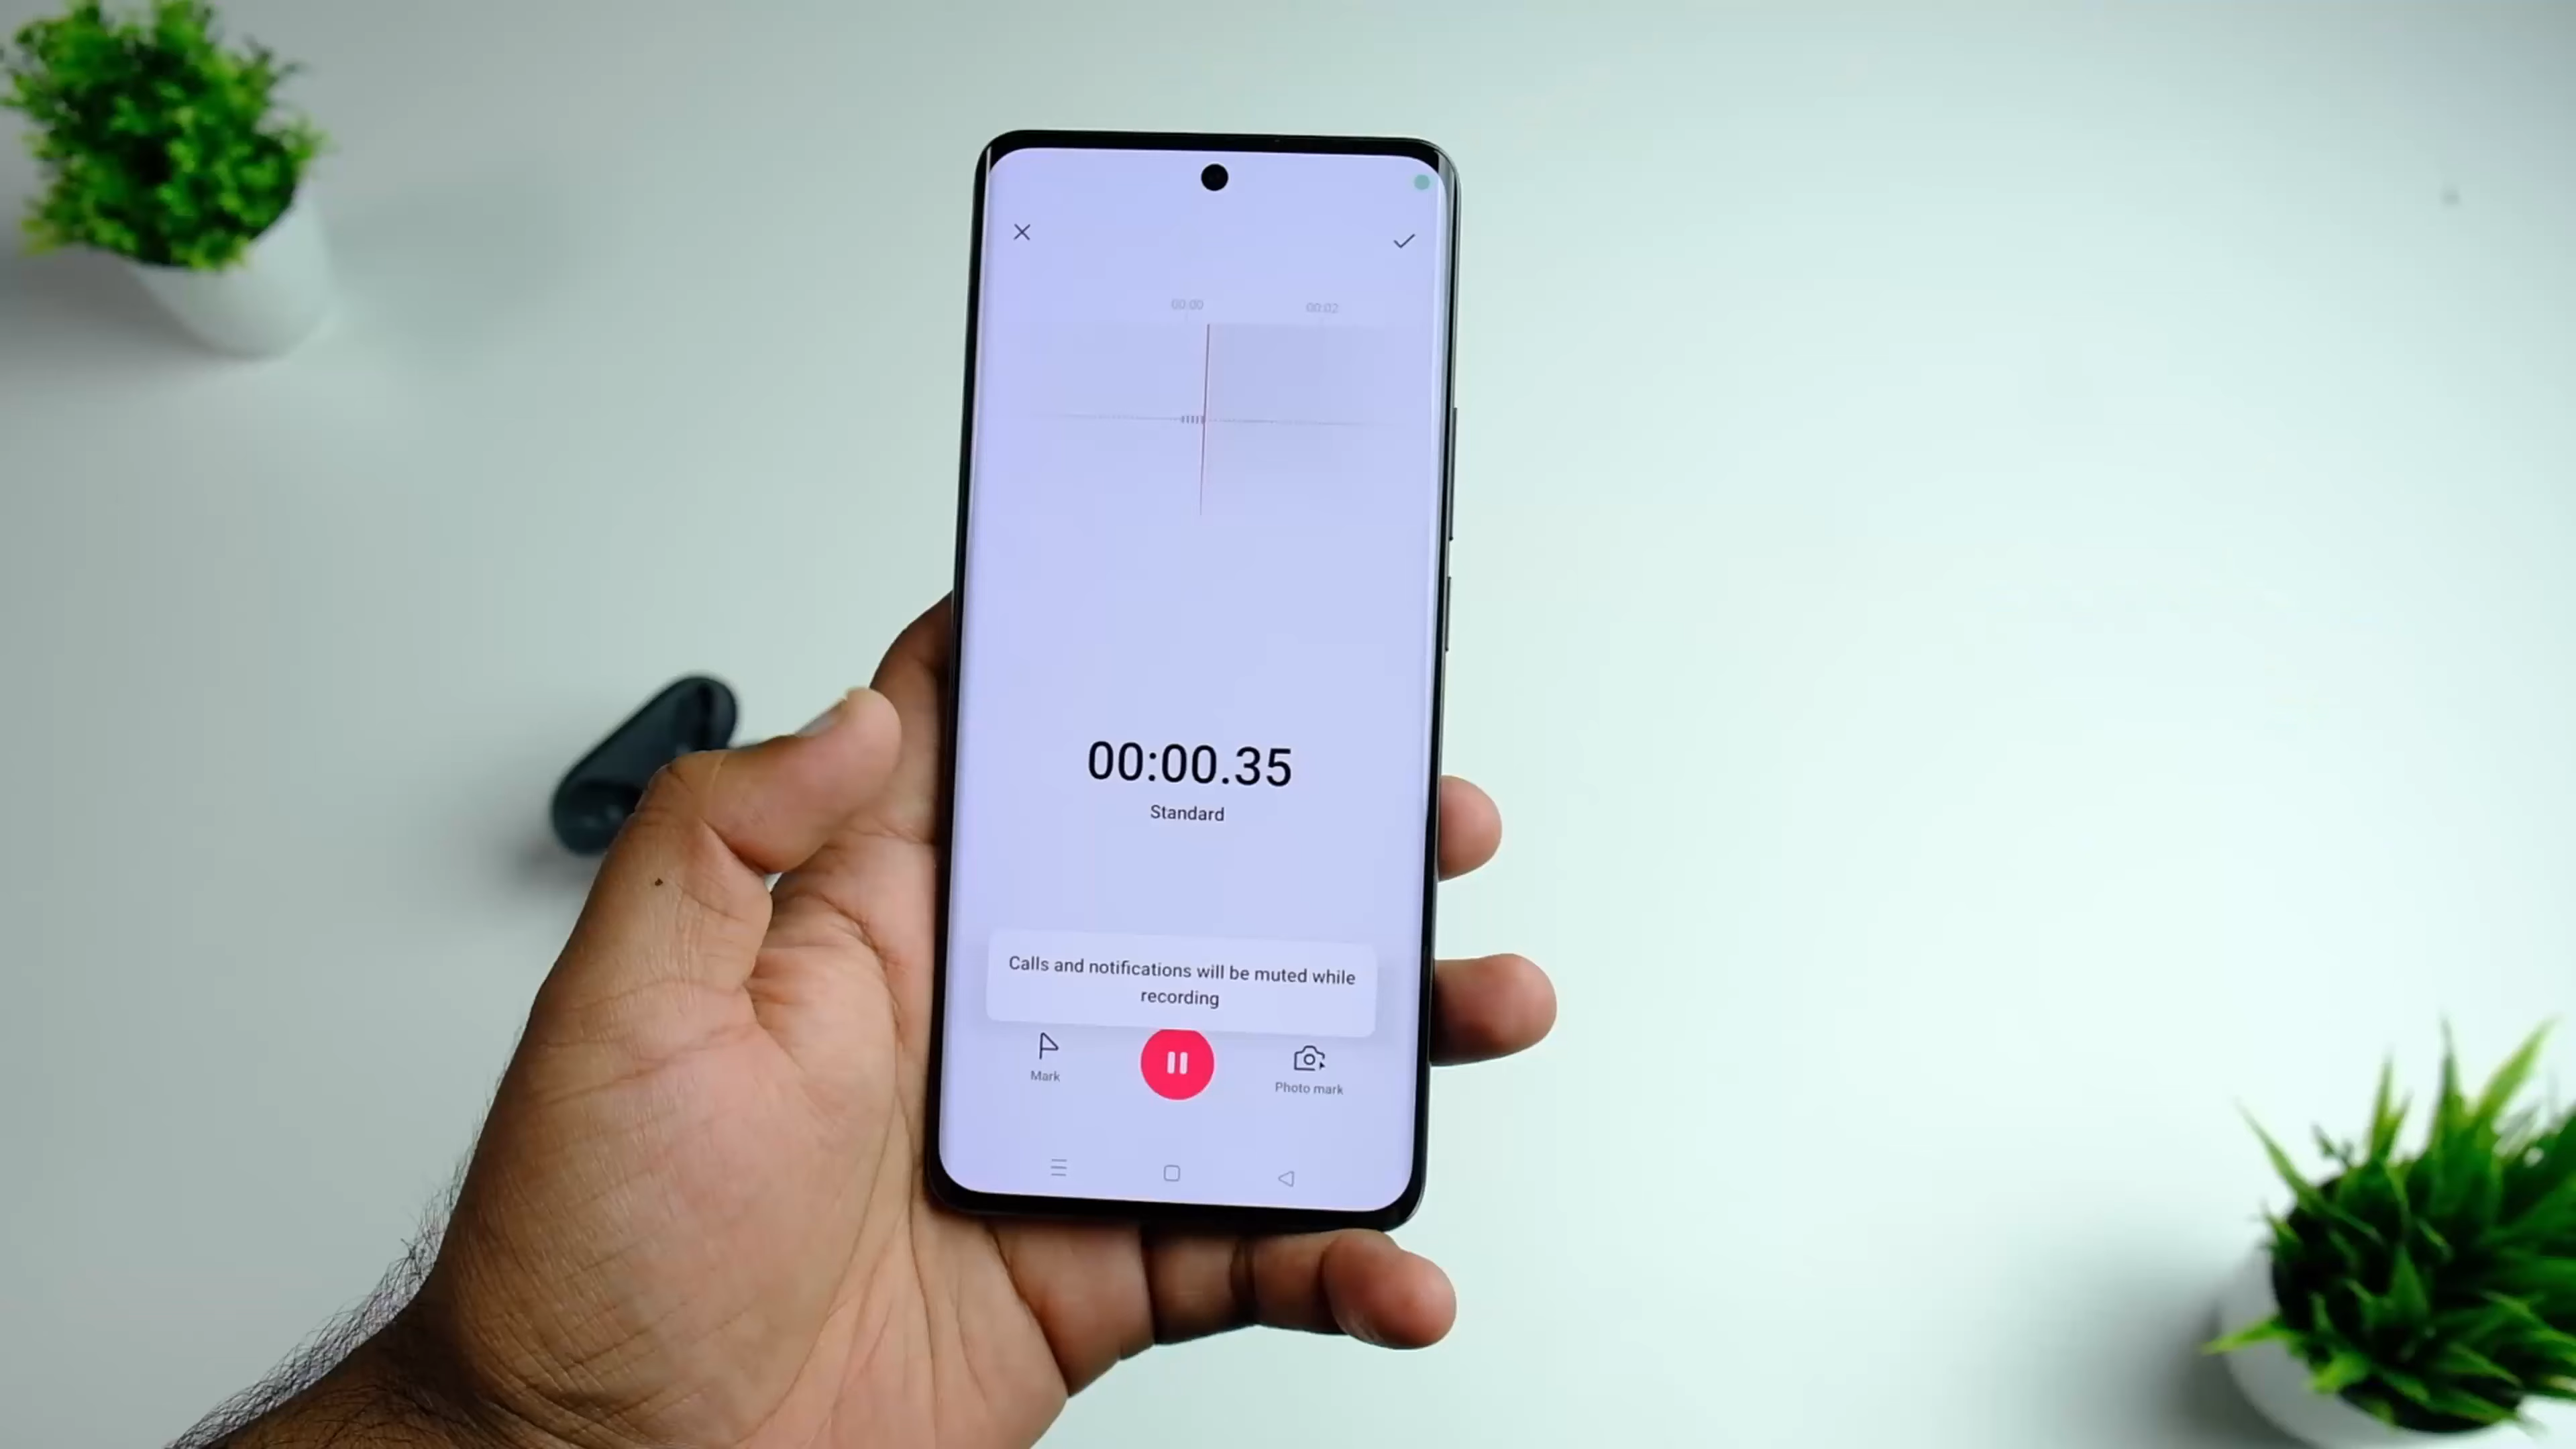 00:00 00:02
00:00.35
Standard
Calls and notifications will be muted while
recording
Mark
Photo mark